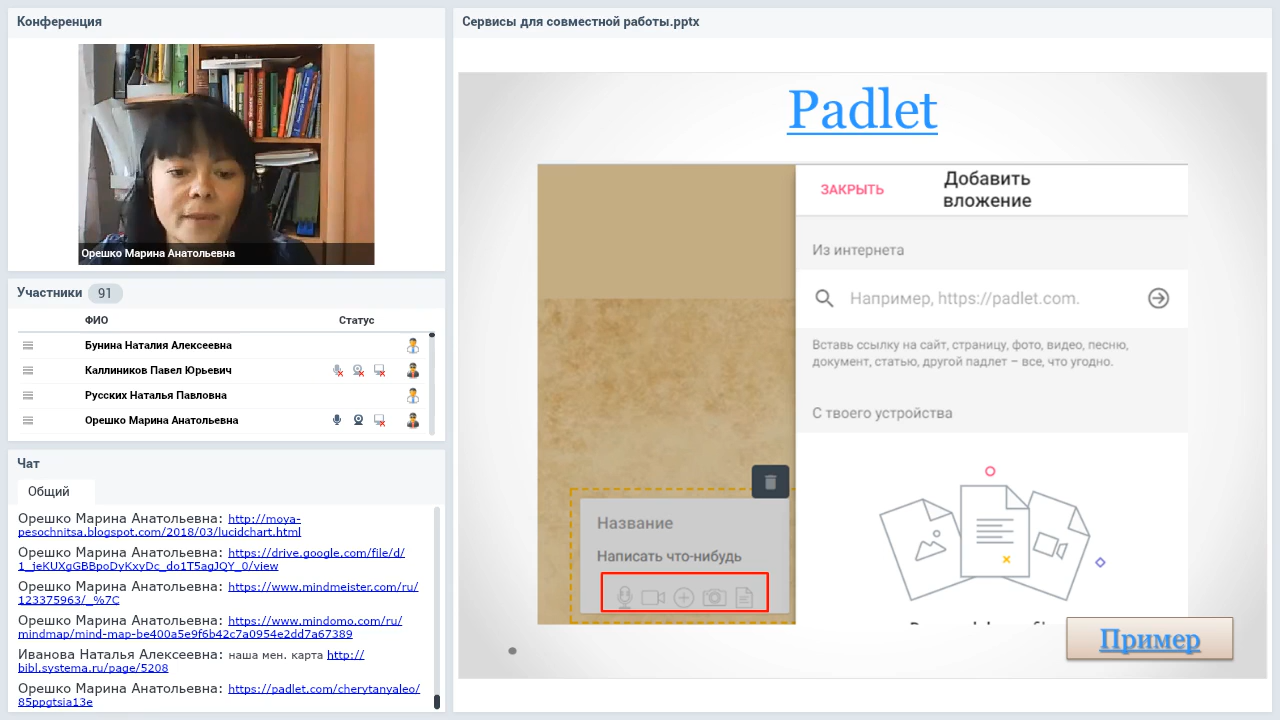 Конференция
Орешко Марина Анатольевна
Участники 91
ФИО Статус
Бунина Наталия Алексеевна
Каллиников Павел Юрьевич
Русских Наталья Павловна
Орешко Марина Анатольевна
Чат
Общий
Орешко Марина Анатольевна: http://moya-
pesochnitsa.blogspot.com/2018/03/lucidchart.html
Орешко Марина Анатольевна: https://drive.google.com/file/d/
1_jeKUXgGBBpoDyKxyDc_do1T5agJQY_0/view
Орешко Марина Анатольевна: https://www.mindmeister.com/ru/
123375963/_%7C
Орешко Марина Анатольевна: https://www.mindomo.com/ru/
mindmap/mind-map-be400a5e9f6b42c7a0954e2dd7a67389
Иванова Наталья Алексеевна: наша мен. карта http://
bibl.systema.ru/page/5208
Орешко Марина Анатольевна: https://padlet.com/cherytanyaleo/
85ppgtsia13e
Сервисы для совместной работы.pptx
Padlet
ЗАКРЫТЬ
Добавить
вложение
Из интернета
Например, https://padlet.com.
Вставь ссылку на сайт, страницу, фото, видео, песню,
документ, статью, другой падлет – все, что угодно.
С твоего устройства
Название
Написать что-нибудь
Пример